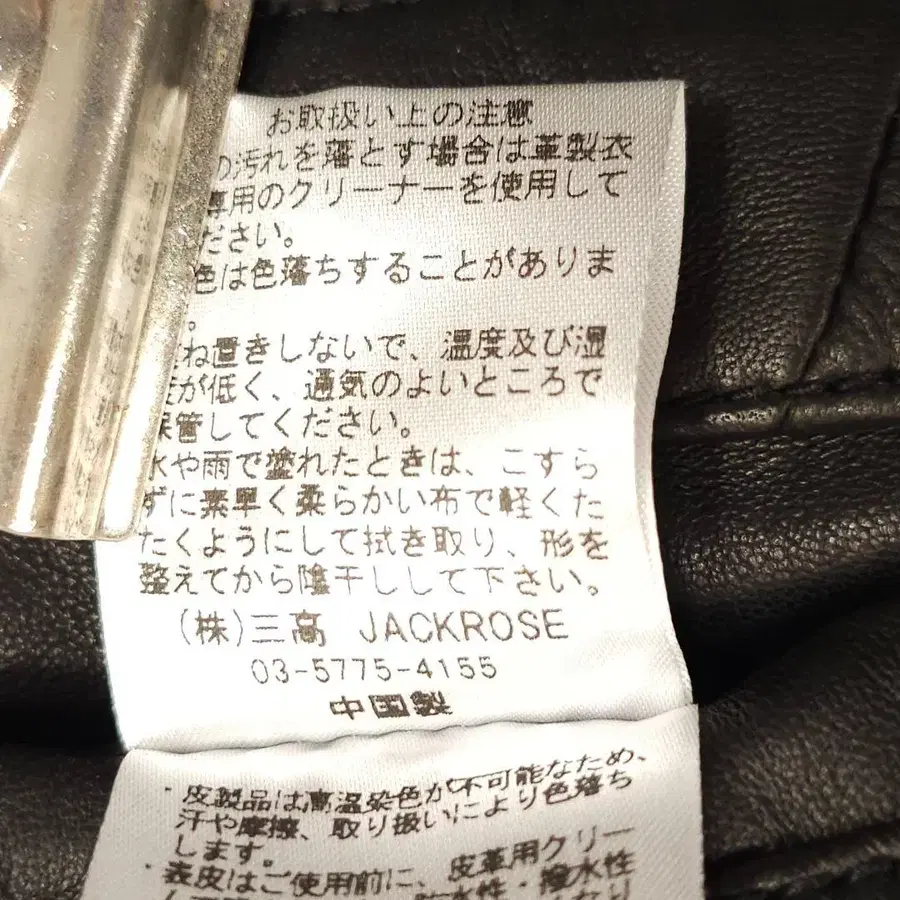 お取扱い上の注意
の汚れを落とす場合は革製衣
専用のクリーナーを使用して
ださい。
色は色落ちすることがありま
。
ね置きしないで、温度及び湿
が低く、通気のよいところで
保管してください。
水や雨で塗れたときは、こすら
ずに素早く柔らかい布で軽くた
たくようにして拭き取り、形を
整えてから陰干しして下さい。
(株)三高 JACKROSE
03-5775-4155
中国製
・皮製品は高温染色が不可能なため、
汗や摩擦、取り扱いにより色落ち
します。
・表皮はご使用前に、皮革用クリー
防水性・撥水性